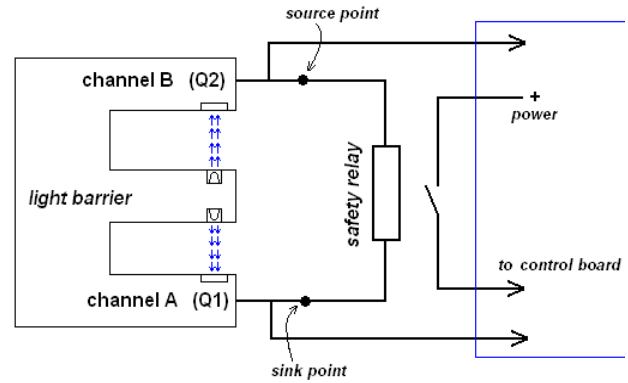 source point
channel B (Q2)
+
power
light barrier
safety relay
to control board
channel A (Q1)
sink point